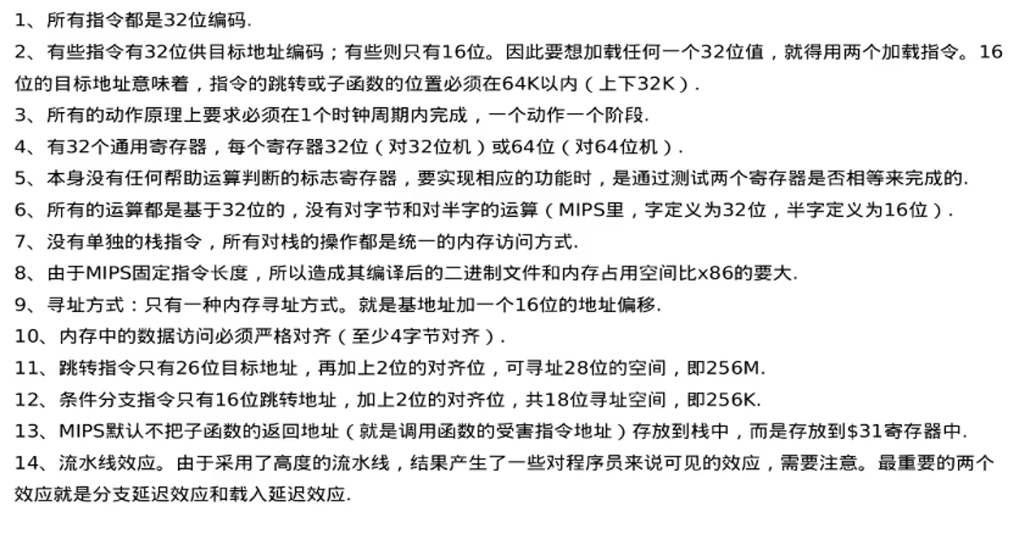 1、所有指令都是32位编码.
2、有些指令有32位供目标地址编码；有些则只有16位。因此要想加载任何一个32位值，就得用两个加载指令。16
位的目标地址意味着，指令的跳转或子函数的位置必须在64K以内（上下32K）.
3、所有的动作原理上要求必须在1个时钟周期内完成，一个动作一个阶段.
4、有32个通用寄存器，每个寄存器32位（对32位机）或64位（对64位机）.
5、本身没有任何帮助运算判断的标志寄存器，要实现相应的功能时，是通过测试两个寄存器是否相等来完成的.
6、所有的运算都是基于32位的，没有对字节和对半字的运算（MIPS里，字定义为32位，半字定义为16位）.
7、没有单独的栈指令，所有对栈的操作都是统一的内存访问方式.
8、由于MIPS固定指令长度，所以造成其编译后的二进制文件和内存占用空间比x86的要大.
9、寻址方式：只有一种内存寻址方式。就是基地址加一个16位的地址偏移.
10、内存中的数据访问必须严格对齐（至少4字节对齐）.
11、跳转指令只有26位目标地址，再加上2位的对齐位，可寻址28位的空间，即256M.
12、条件分支指令只有16位跳转地址，加上2位的对齐位，共18位寻址空间，即256K.
13、MIPS默认不把子函数的返回地址（就是调用函数的受害指令地址）存放到栈中，而是存放到$31寄存器中.
14、流水线效应。由于采用了高度的流水线，结果产生了一些对程序员来说可见的效应，需要注意。最重要的两个
效应就是分支延迟效应和载入延迟效应.